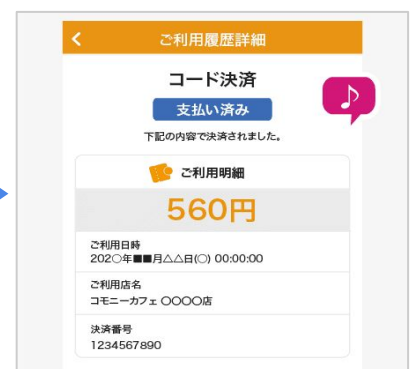 ご利用履歴詳細
コード決済
支払い済み
下記の内容で決済されました。
ご利用明細
560円
ご利用日時
202○年■■月△△日(○) 00:00:00
ご利用店名
コモニーカフェ ○○○○店
決済番号
1234567890